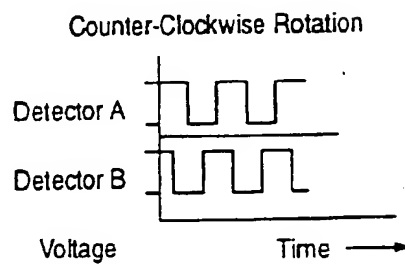 Counter-Clockwise Rotation
Detector A
Detector B
Voltage
Time